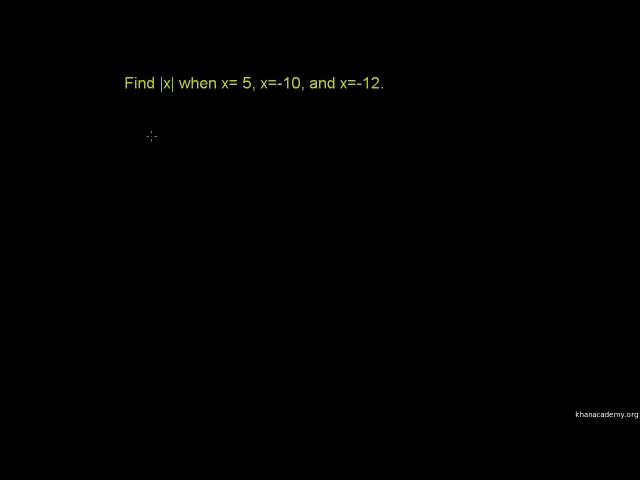 Find |x| when x= 5, x=-10, and x=-12.
khanacademy.org